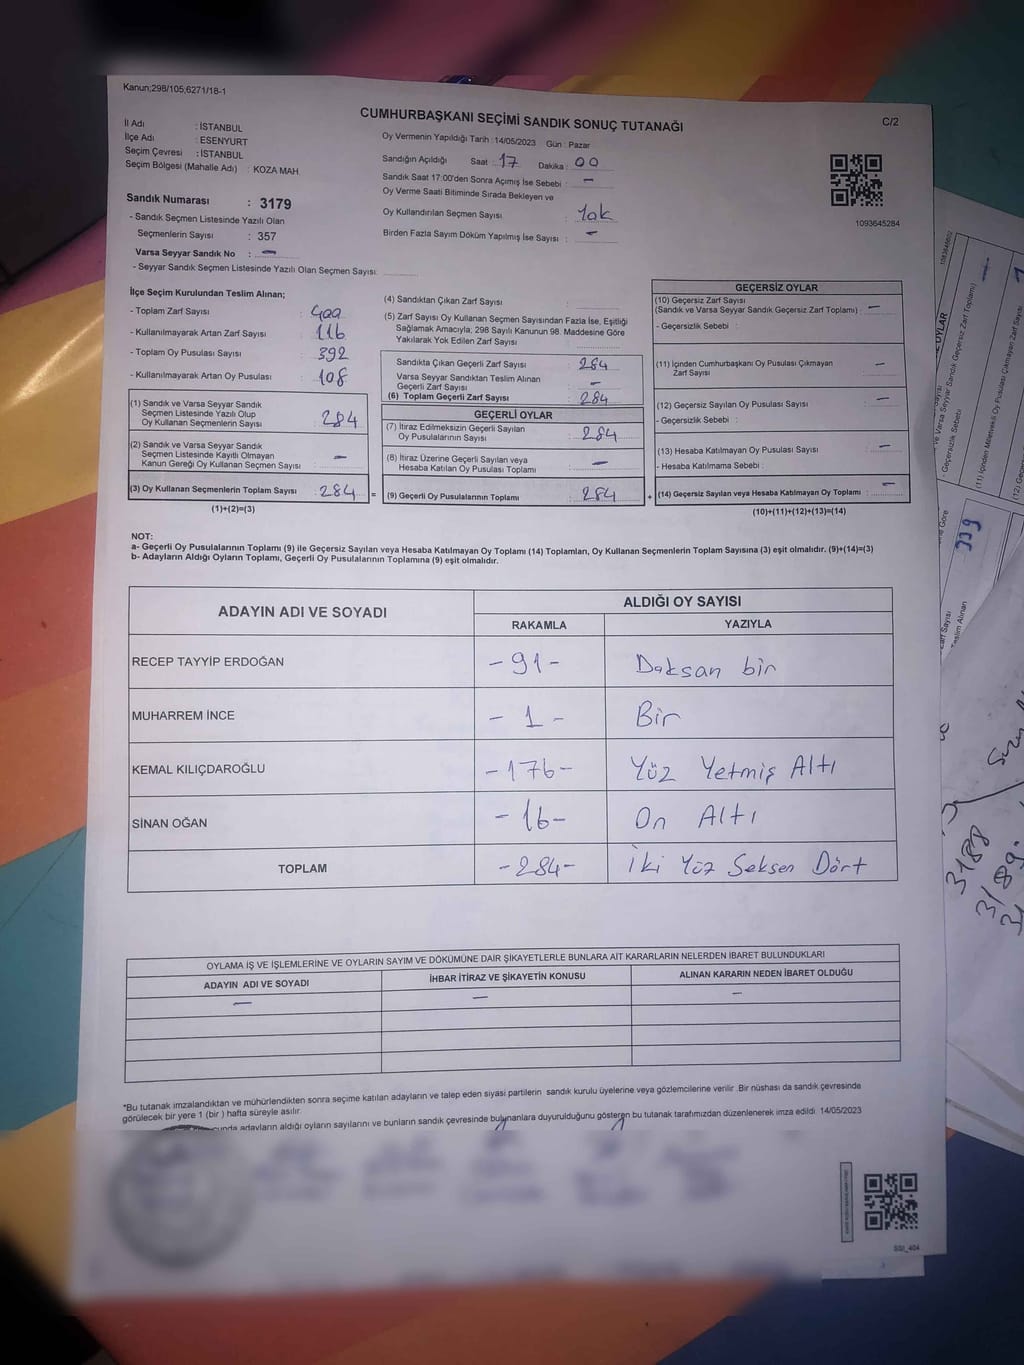 Kanun;298/105;6271/18-1
CUMHURBAŞKANI SEÇİMİ SANDIK SONUÇ TUTANAĞI
C/2
İl Adı : İSTANBUL
İlçe Adı : ESENYURT
Seçim Çevresi : İSTANBUL
Seçim Bölgesi (Mahalle Adı) : KOZA MAH.
Sandık Numarası : 3179
- Sandık Seçmen Listesinde Yazılı Olan
Seçmenlerin Sayısı : 357
Varsa Seyyar Sandık No : —
- Seyyar Sandık Seçmen Listesinde Yazılı Olan Seçmen Sayısı:
Oy Vermenin Yapıldığı Tarih : 14/05/2023 Gün : Pazar
Sandığın Açıldığı Saat : 17 Dakika : 00
Sandık Saat 17:00'den Sonra Açımış İse Sebebi : —
Oy Verme Saati Bitiminde Sırada Bekleyen ve
Oy Kullandırılan Seçmen Sayısı : Yok
Birden Fazla Sayım Döküm Yapılmış İse Sayısı : —
1093645284
İlçe Seçim Kurulundan Teslim Alınan;
- Toplam Zarf Sayısı : 400
- Kullanılmayarak Artan Zarf Sayısı : 116
- Toplam Oy Pusulası Sayısı : 392
- Kullanılmayarak Artan Oy Pusulası : 108
(1) Sandık ve Varsa Seyyar Sandık
Seçmen Listesinde Yazılı Olup
Oy Kullanan Seçmenlerin Sayısı : 284
(2) Sandık ve Varsa Seyyar Sandık
Seçmen Listesinde Kayıtlı Olmayan
Kanun Gereği Oy Kullanan Seçmen Sayısı : —
(3) Oy Kullanan Seçmenlerin Toplam Sayısı : 284 =
(1)+(2)=(3)
(4) Sandıktan Çıkan Zarf Sayısı :
(5) Zarf Sayısı Oy Kullanan Seçmen Sayısından Fazla İse, Eşitliği
Sağlamak Amacıyla; 298 Sayılı Kanunun 98. Maddesine Göre
Yakılarak Yok Edilen Zarf Sayısı :
Sandıkta Çıkan Geçerli Zarf Sayısı : 284
Varsa Seyyar Sandıktan Teslim Alınan
Geçerli Zarf Sayısı : —
(6) Toplam Geçerli Zarf Sayısı : 284
GEÇERLİ OYLAR
(7) İtiraz Edilmeksizin Geçerli Sayılan
Oy Pusulalarının Sayısı : 284
(8) İtiraz Üzerine Geçerli Sayılan veya
Hesaba Katılan Oy Pusulası Toplamı : —
(9) Geçerli Oy Pusulalarının Toplamı : 284 +
GEÇERSİZ OYLAR
(10) Geçersiz Zarf Sayısı
(Sandık ve Varsa Seyyar Sandık Geçersiz Zarf Toplamı) : —
- Geçersizlik Sebebi :
(11) İçinden Cumhurbaşkanı Oy Pusulası Çıkmayan
Zarf Sayısı : —
(12) Geçersiz Sayılan Oy Pusulası Sayısı : —
- Geçersizlik Sebebi :
(13) Hesaba Katılmayan Oy Pusulası Sayısı : —
- Hesaba Katılmama Sebebi :
(14) Geçersiz Sayılan veya Hesaba Katılmayan Oy Toplamı : —
(10)+(11)+(12)+(13)=(14)
NOT:
a- Geçerli Oy Pusulalarının Toplamı (9) ile Geçersiz Sayılan veya Hesaba Katılmayan Oy Toplamı (14) Toplamları, Oy Kullanan Seçmenlerin Toplam Sayısına (3) eşit olmalıdır. (9)+(14)=(3)
b- Adayların Aldığı Oyların Toplamı, Geçerli Oy Pusulalarının Toplamına (9) eşit olmalıdır.
ADAYIN ADI VE SOYADI ALDIĞI OY SAYISI
RAKAMLA YAZIYLA
RECEP TAYYİP ERDOĞAN -91- Doksan bir
MUHARREM İNCE - 1 - Bir
KEMAL KILIÇDAROĞLU -176- Yüz Yetmiş Altı
SİNAN OĞAN -16- On Altı
TOPLAM -284- İki Yüz Seksen Dört
OYLAMA İŞ VE İŞLEMLERİNE VE OYLARIN SAYIM VE DÖKÜMÜNE DAİR ŞİKAYETLERLE BUNLARA AİT KARARLARIN NELERDEN İBARET BULUNDUKLARI
ADAYIN ADI VE SOYADI İHBAR İTİRAZ VE ŞİKAYETİN KONUSU ALINAN KARARIN NEDEN İBARET OLDUĞU
— — —
*Bu tutanak imzalandıktan ve mühürlendikten sonra seçime katılan adayların ve talep eden siyasi partilerin sandık kurulu üyelerine veya gözlemcilerine verilir .Bir nüshası da sandık çevresinde
görülecek bir yere 1 (bir ) hafta süreyle asılır.
adayların aldığı oyların sayılarını ve bunların sandık çevresinde bulunanlara duyurulduğunu gösteren bu tutanak tarafımızdan düzenlenerek imza edildi. 14/05/2023
SSI_404
339
3188
3189